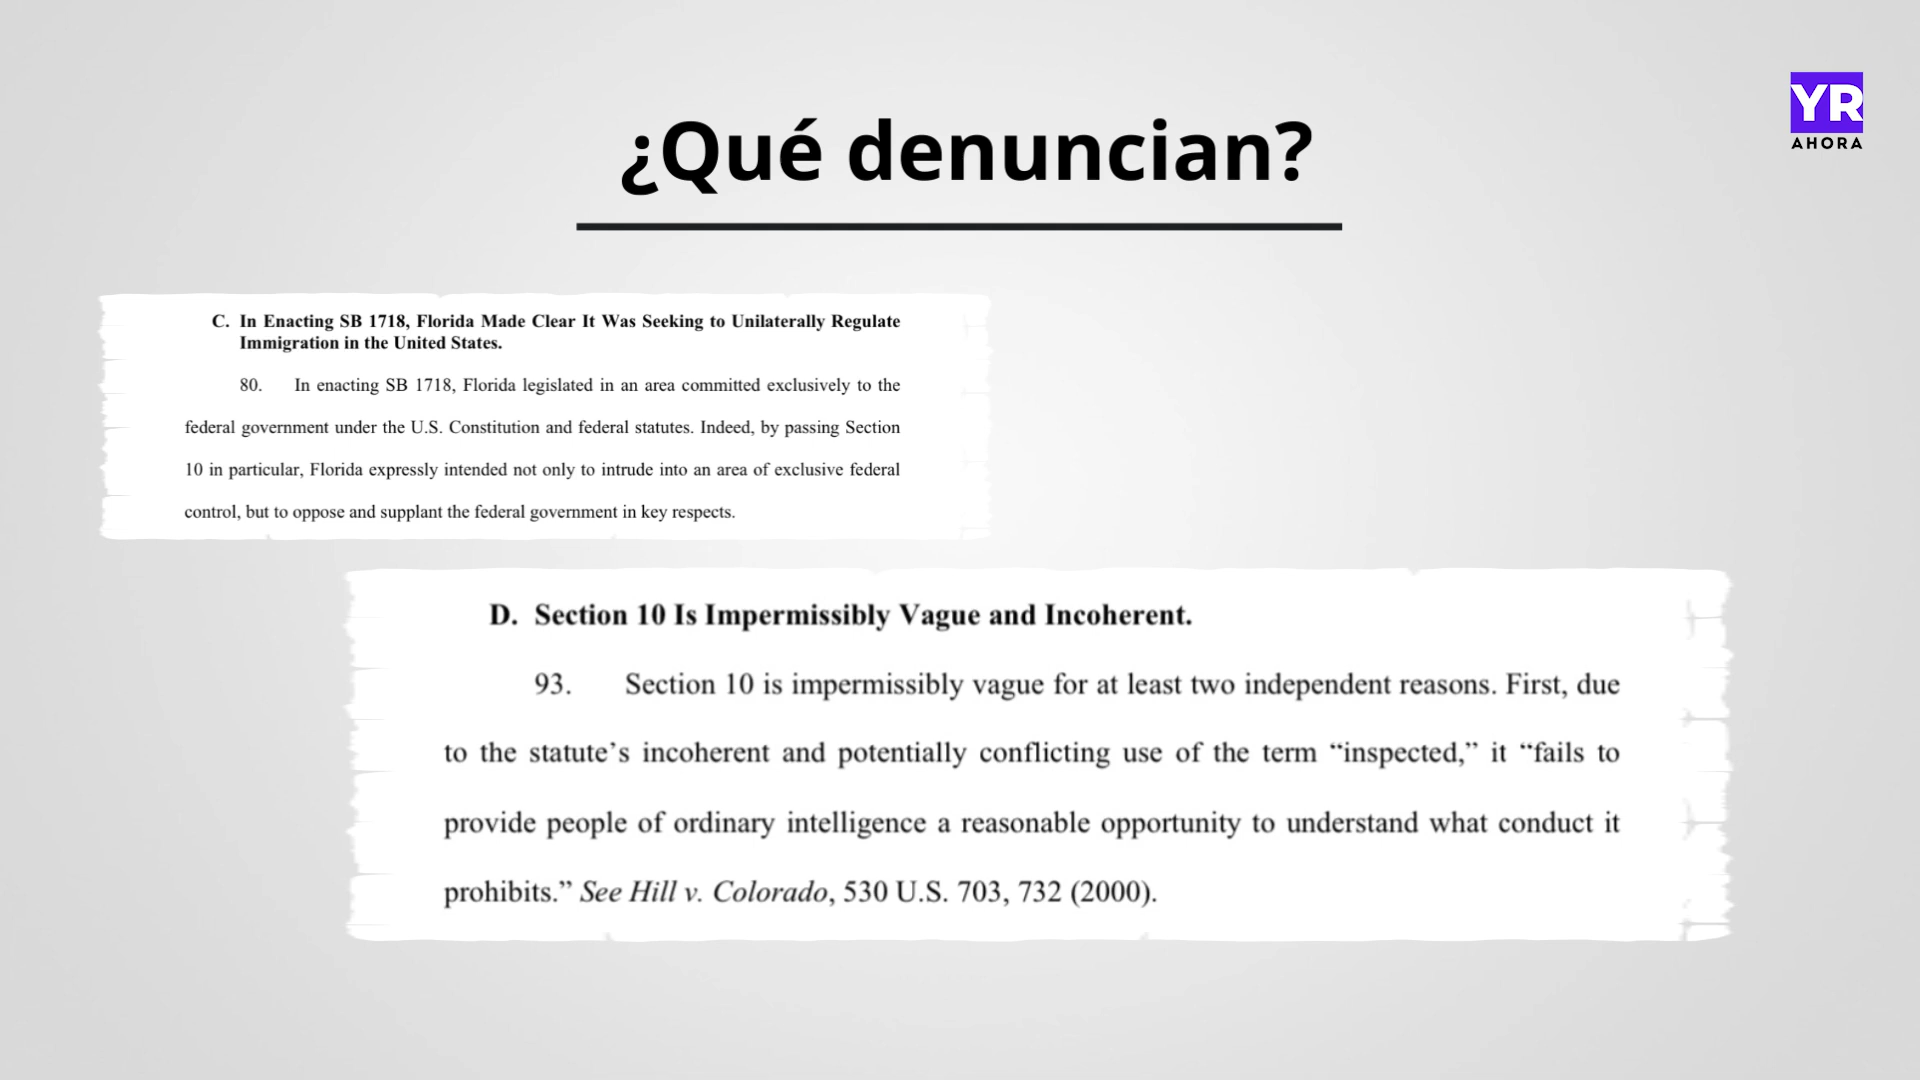 ¿Qué denuncian?
YR
AHORA
C. In Enacting SB 1718, Florida Made Clear It Was Seeking to Unilaterally Regulate
Immigration in the United States.
80. In enacting SB 1718, Florida legislated in an area committed exclusively to the
federal government under the U.S. Constitution and federal statutes. Indeed, by passing Section
10 in particular, Florida expressly intended not only to intrude into an area of exclusive federal
control, but to oppose and supplant the federal government in key respects.
D. Section 10 Is Impermissibly Vague and Incoherent.
93. Section 10 is impermissibly vague for at least two independent reasons. First, due
to the statute’s incoherent and potentially conflicting use of the term “inspected,” it “fails to
provide people of ordinary intelligence a reasonable opportunity to understand what conduct it
prohibits.” See Hill v. Colorado, 530 U.S. 703, 732 (2000).